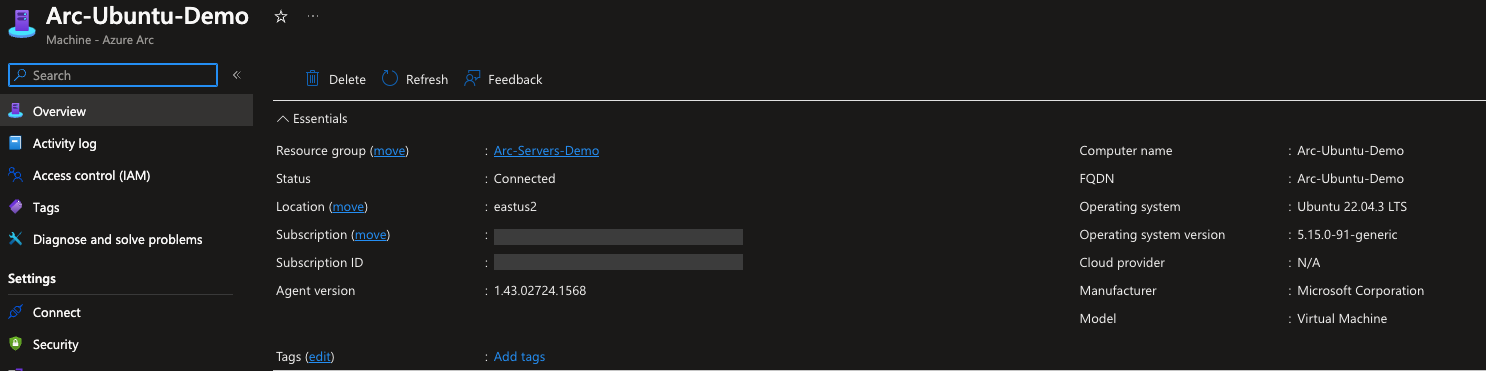 Arc-Ubuntu-Demo
Machine - Azure Arc
Search
Overview
Activity log
Access control (IAM)
Tags
Diagnose and solve problems
Settings
Connect
Security
Delete Refresh Feedback
Essentials
Resource group (move) : Arc-Servers-Demo
Status : Connected
Location (move) : eastus2
Subscription (move) :
Subscription ID :
Agent version : 1.43.02724.1568
Computer name : Arc-Ubuntu-Demo
FQDN : Arc-Ubuntu-Demo
Operating system : Ubuntu 22.04.3 LTS
Operating system version : 5.15.0-91-generic
Cloud provider : N/A
Manufacturer : Microsoft Corporation
Model : Virtual Machine
Tags (edit) : Add tags